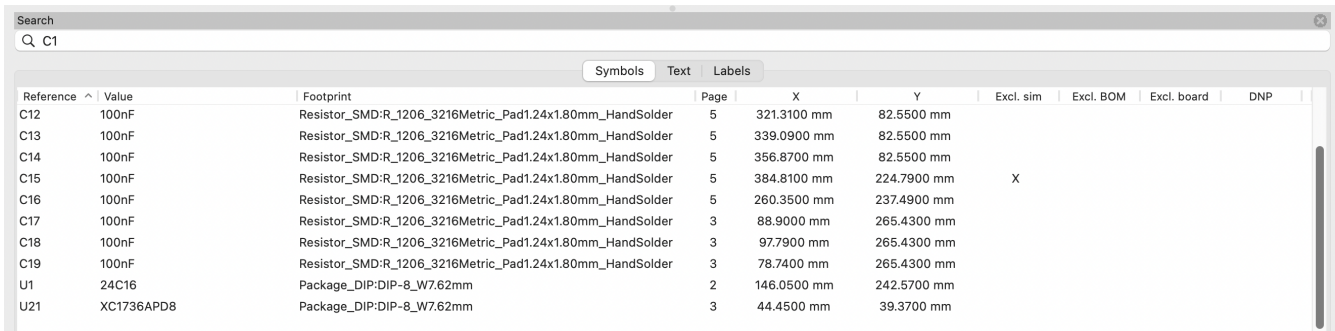 Search
C1
Symbols Text Labels
Reference Value Footprint Page X Y Excl. sim Excl. BOM Excl. board DNP
C12 100nF Resistor_SMD:R_1206_3216Metric_Pad1.24x1.80mm_HandSolder 5 321.3100 mm 82.5500 mm
C13 100nF Resistor_SMD:R_1206_3216Metric_Pad1.24x1.80mm_HandSolder 5 339.0900 mm 82.5500 mm
C14 100nF Resistor_SMD:R_1206_3216Metric_Pad1.24x1.80mm_HandSolder 5 356.8700 mm 82.5500 mm
C15 100nF Resistor_SMD:R_1206_3216Metric_Pad1.24x1.80mm_HandSolder 5 384.8100 mm 224.7900 mm X
C16 100nF Resistor_SMD:R_1206_3216Metric_Pad1.24x1.80mm_HandSolder 5 260.3500 mm 237.4900 mm
C17 100nF Resistor_SMD:R_1206_3216Metric_Pad1.24x1.80mm_HandSolder 3 88.9000 mm 265.4300 mm
C18 100nF Resistor_SMD:R_1206_3216Metric_Pad1.24x1.80mm_HandSolder 3 97.7900 mm 265.4300 mm
C19 100nF Resistor_SMD:R_1206_3216Metric_Pad1.24x1.80mm_HandSolder 3 78.7400 mm 265.4300 mm
U1 24C16 Package_DIP:DIP-8_W7.62mm 2 146.0500 mm 242.5700 mm
U21 XC1736APD8 Package_DIP:DIP-8_W7.62mm 3 44.4500 mm 39.3700 mm